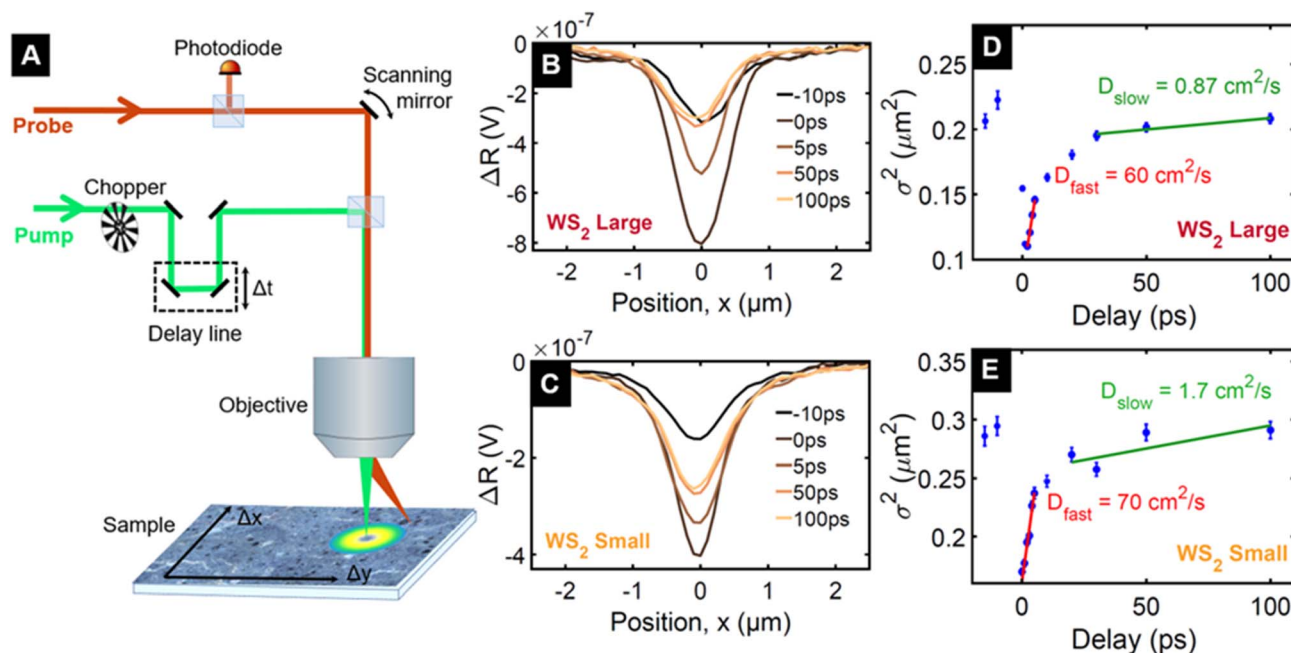 A
Photodiode
Scanning
mirror
Probe
Chopper
Pump
Δt
Delay line
Objective
Sample
Δx
Δy
×10⁻⁷
B
0
-2
-4
-6
-8
ΔR (V)
-10ps
0ps
5ps
50ps
100ps
WS₂ Large
-2 -1 0 1 2
Position, x (µm)
×10⁻⁷
C
0
-2
-4
ΔR (V)
-10ps
0ps
5ps
50ps
100ps
WS₂ Small
-2 -1 0 1 2
Position, x (µm)
D
0.25
0.2
0.15
0.1
σ² (µm²)
D_slow = 0.87 cm²/s
D_fast = 60 cm²/s
WS₂ Large
0 50 100
Delay (ps)
E
0.35
0.3
0.25
0.2
σ² (µm²)
D_slow = 1.7 cm²/s
D_fast = 70 cm²/s
WS₂ Small
0 50 100
Delay (ps)